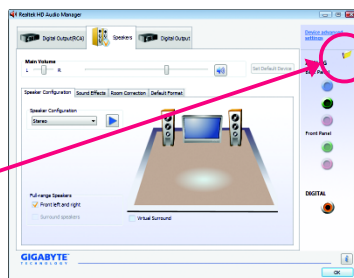 Realtek HD Audio Manager
Digital Output(RCA)
Speakers
Digital Output
Device advanced
settings
Main Volume
L
R
Set Default Device
Speaker Configuration
Sound Effects
Room Correction
Default Format
Speaker Configuration
Stereo
Full-range Speakers
Front left and right
Surround speakers
Virtual Surround
Back Panel
Front Panel
DIGITAL
GIGABYTE
TECHNOLOGY
OK